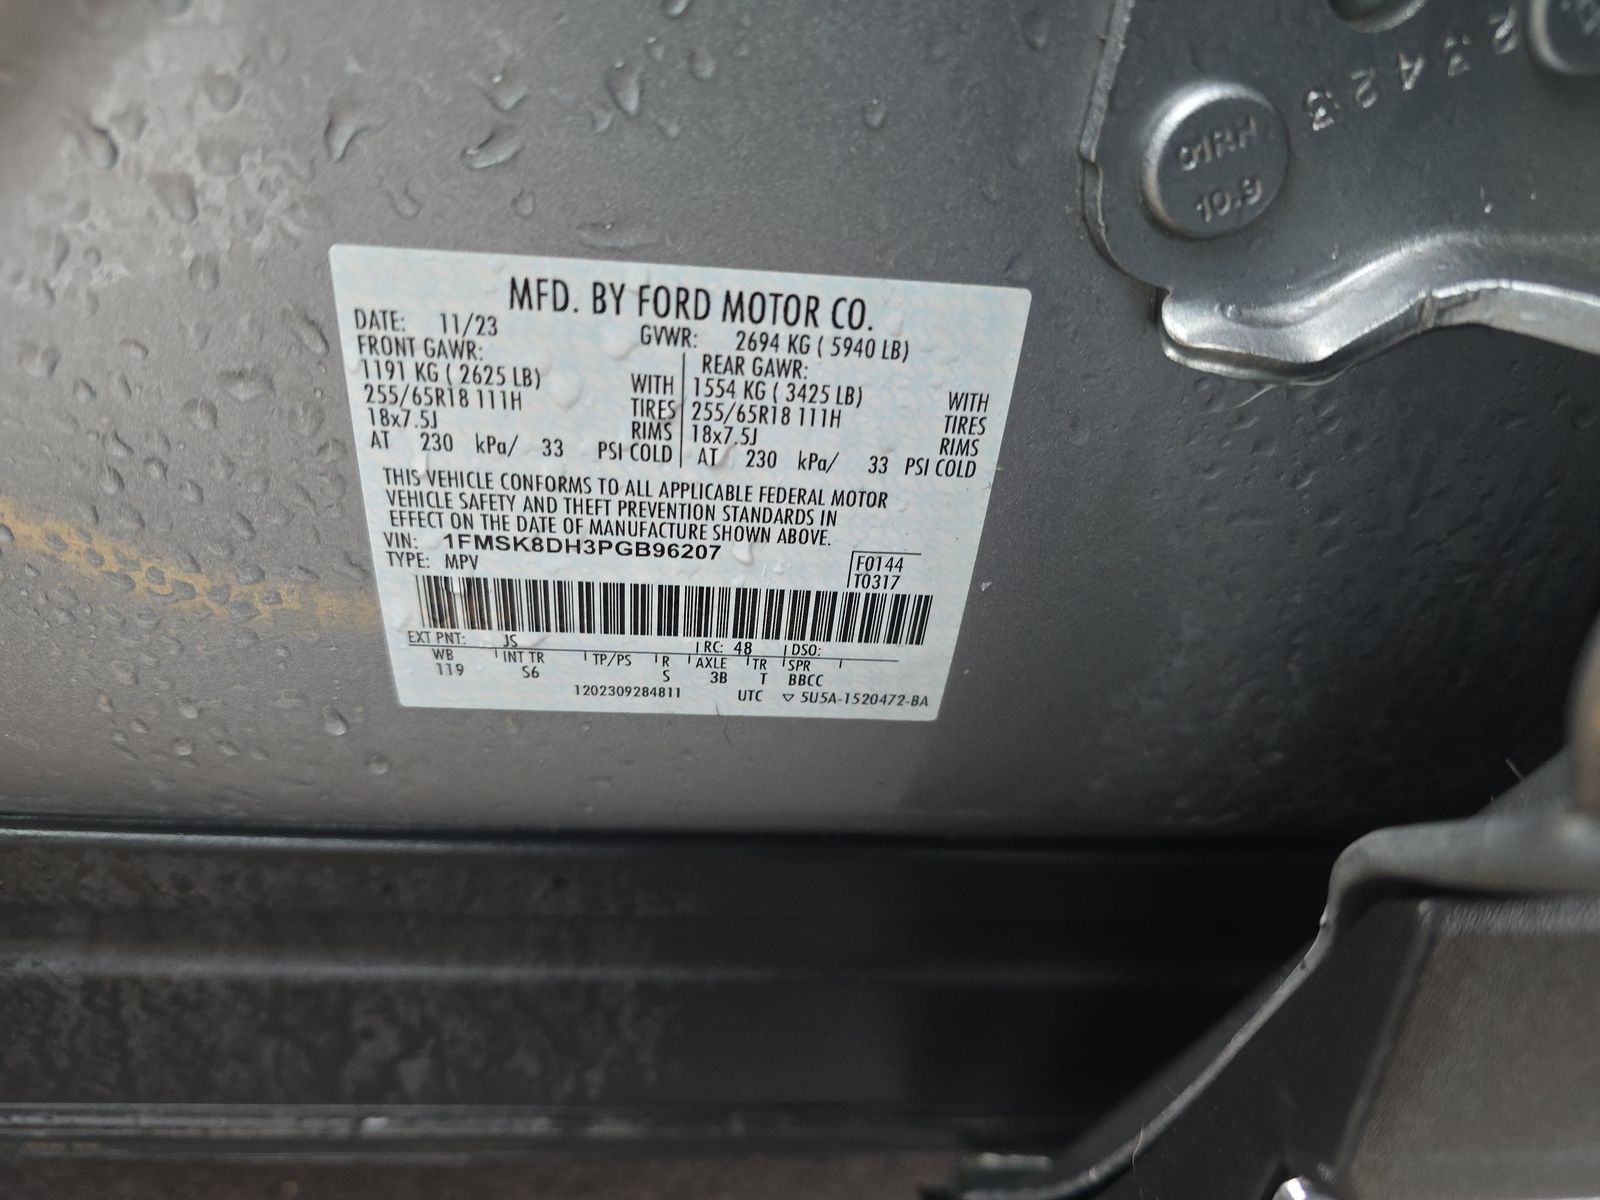 23423
10.9
MFD. BY FORD MOTOR CO.
DATE: 11/23 GVWR: 2694 KG ( 5940 LB)
FRONT GAWR: REAR GAWR:
1191 KG ( 2625 LB) WITH 1554 KG ( 3425 LB) WITH
255/65R18 111H TIRES 255/65R18 111H TIRES
18x7.5J RIMS 18x7.5J RIMS
AT 230 kPa/ 33 PSI COLD AT 230 kPa/ 33 PSI COLD
THIS VEHICLE CONFORMS TO ALL APPLICABLE FEDERAL MOTOR
VEHICLE SAFETY AND THEFT PREVENTION STANDARDS IN
EFFECT ON THE DATE OF MANUFACTURE SHOWN ABOVE.
VIN: 1FMSK8DH3PGB96207
TYPE: MPV
F0144
T0317
EXT PNT: JS RC: 48 DSO:
WB INT TR TP/PS R AXLE TR SPR
119 S6 S 3B T BBCC
1202309284811 UTC ▽ 5U5A-1520472-BA